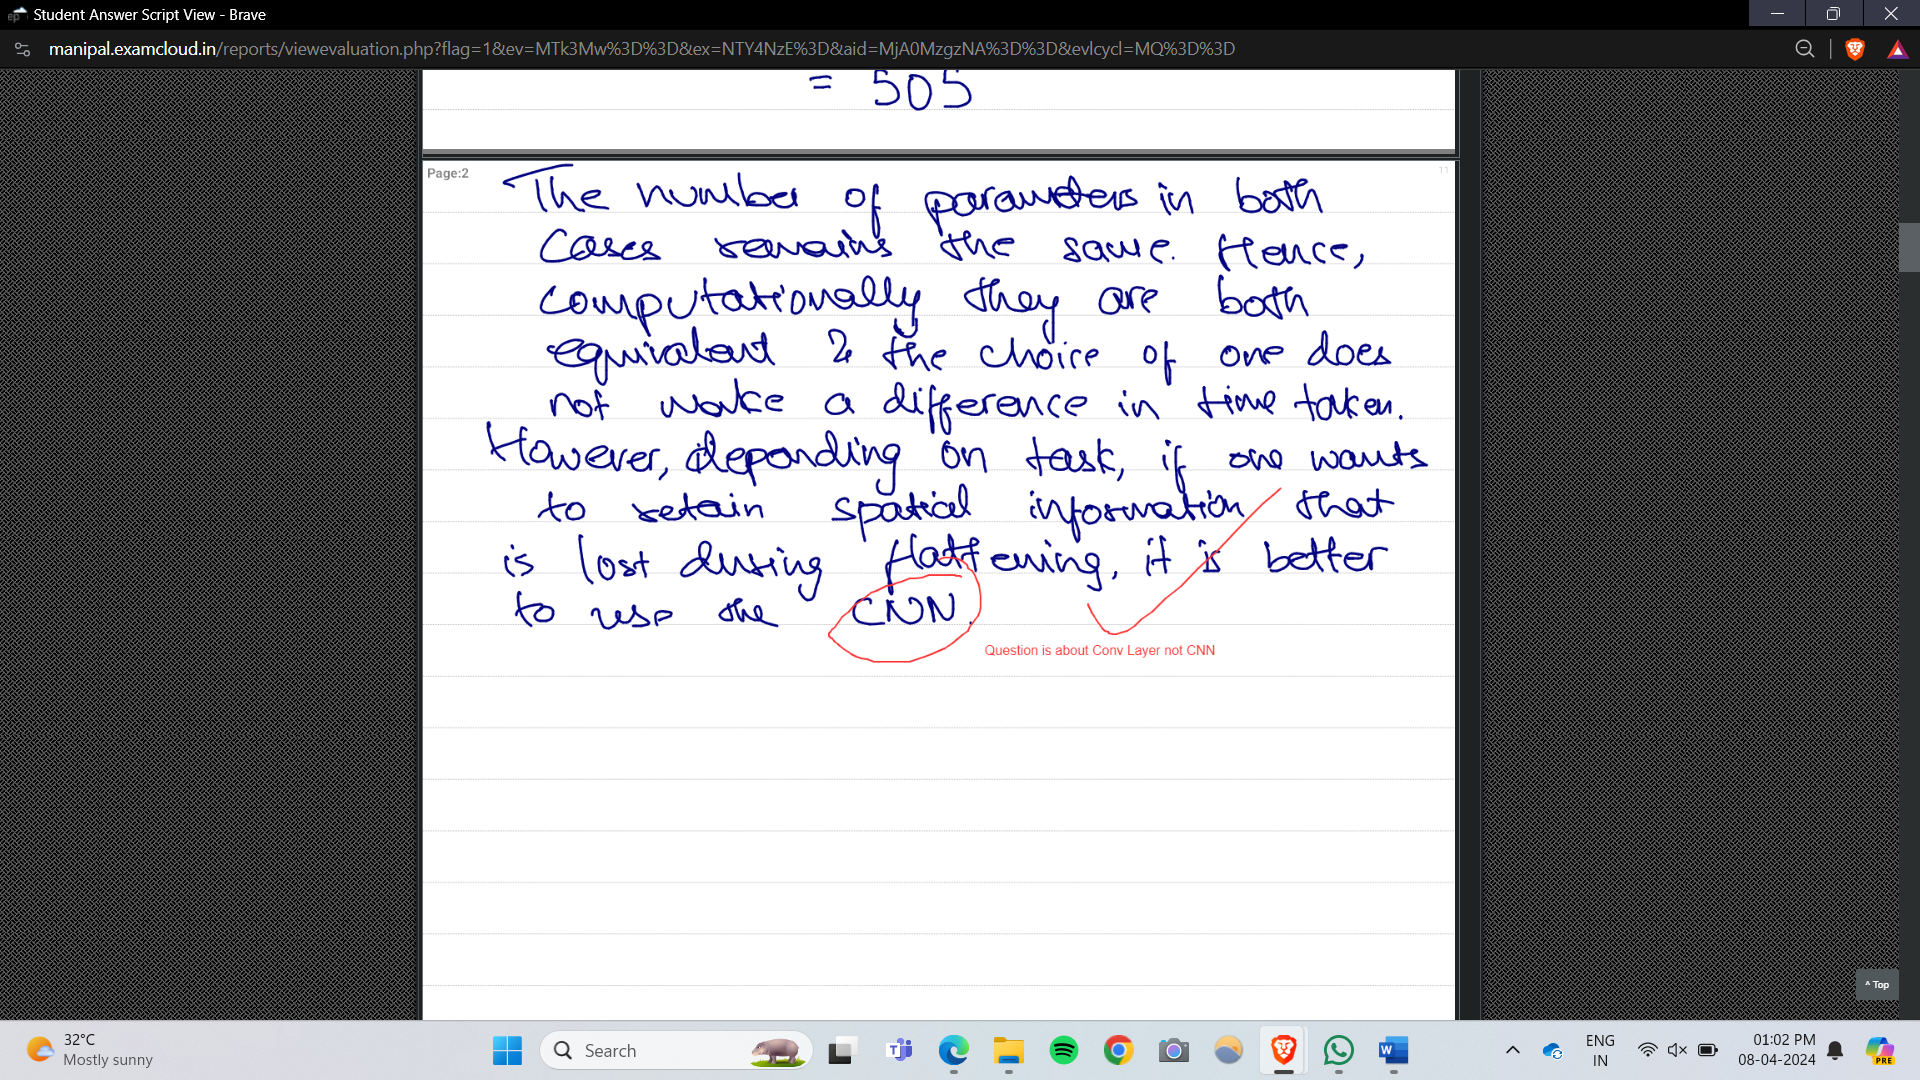 Student Answer Script View - Brave
manipal.examcloud.in/reports/viewevaluation.php?flag=1&ev=MTk3Mw%3D%3D&ex=NTY4NzE%3D&aid=MjA0MzgzNA%3D%3D&evlcycl=MQ%3D%3D
= 505
Page:2
11
The number of parameters in both
Cases remains the same. Hence,
computationally they are both
equivalent & the choice of one does
not make a difference in time taken.
However, depending on task, if one wants
to retain spatial information that
is lost during flattening, it is better
to use the CNN.
Question is about Conv Layer not CNN
^ Top
32°C
Mostly sunny
Search
ENG
IN
01:02 PM
08-04-2024
PRE